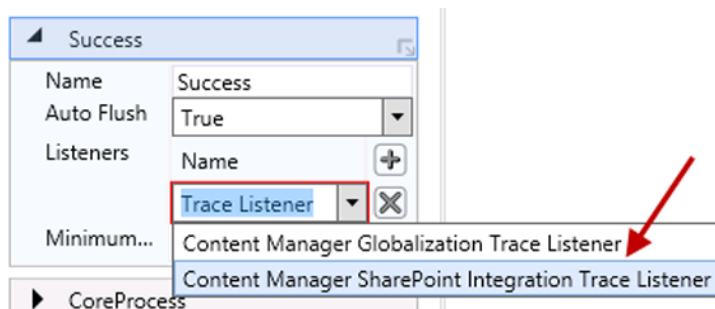 Success
Name Success
Auto Flush True
Listeners Name
Trace Listener
Minimum...
Content Manager Globalization Trace Listener
Content Manager SharePoint Integration Trace Listener
CoreProcess